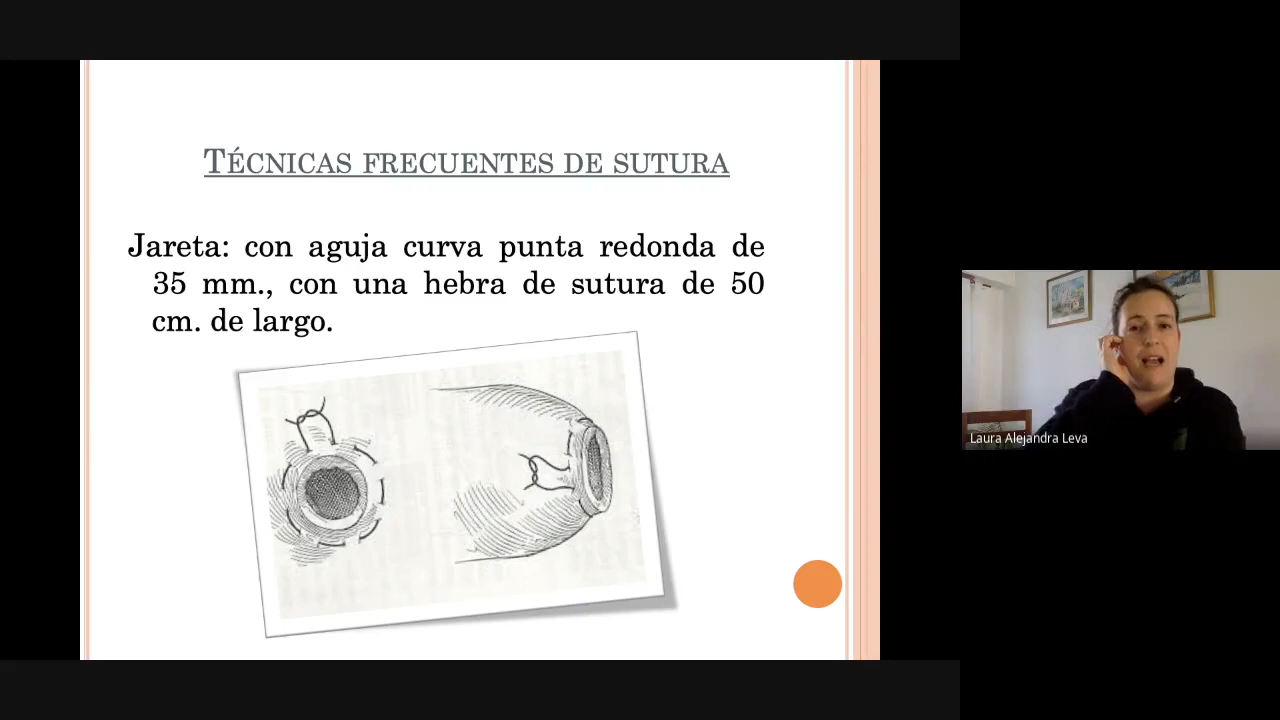 TÉCNICAS FRECUENTES DE SUTURA
Jareta: con aguja curva punta redonda de
35 mm., con una hebra de sutura de 50
cm. de largo.
Laura Alejandra Leva